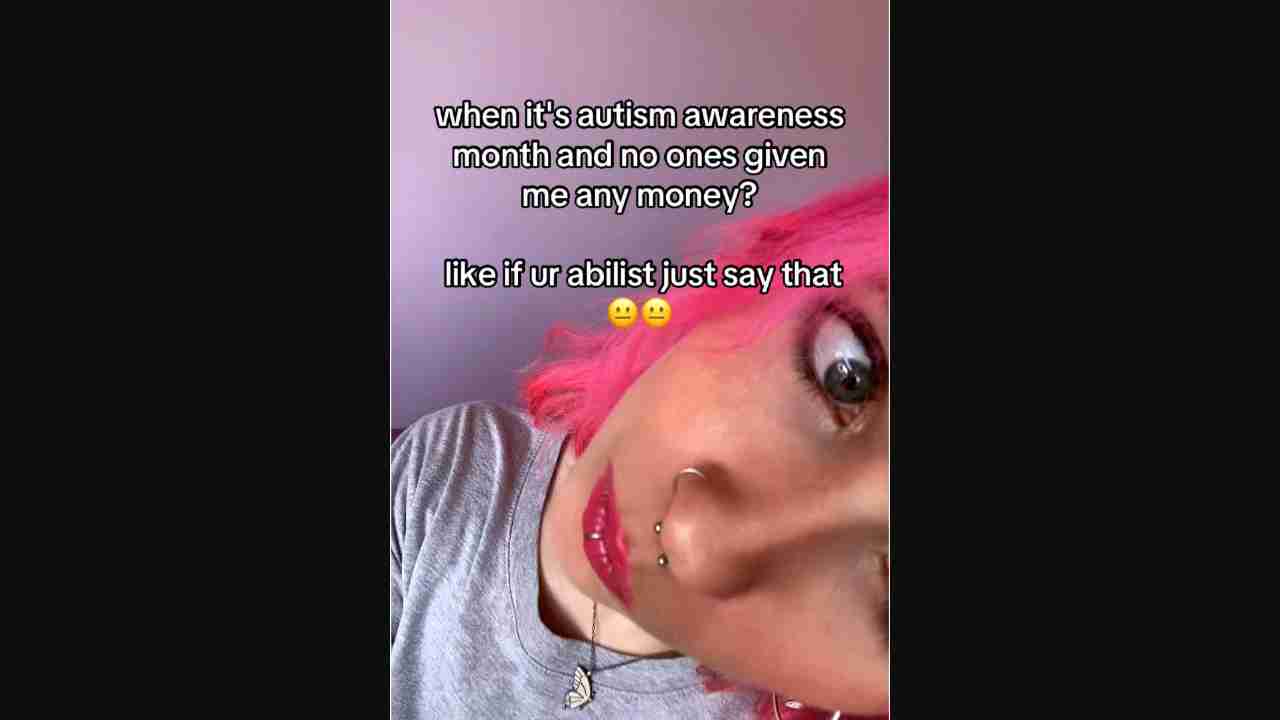 when it's autism awareness
month and no ones given
me any money?
like if ur abilist just say that
😐😐